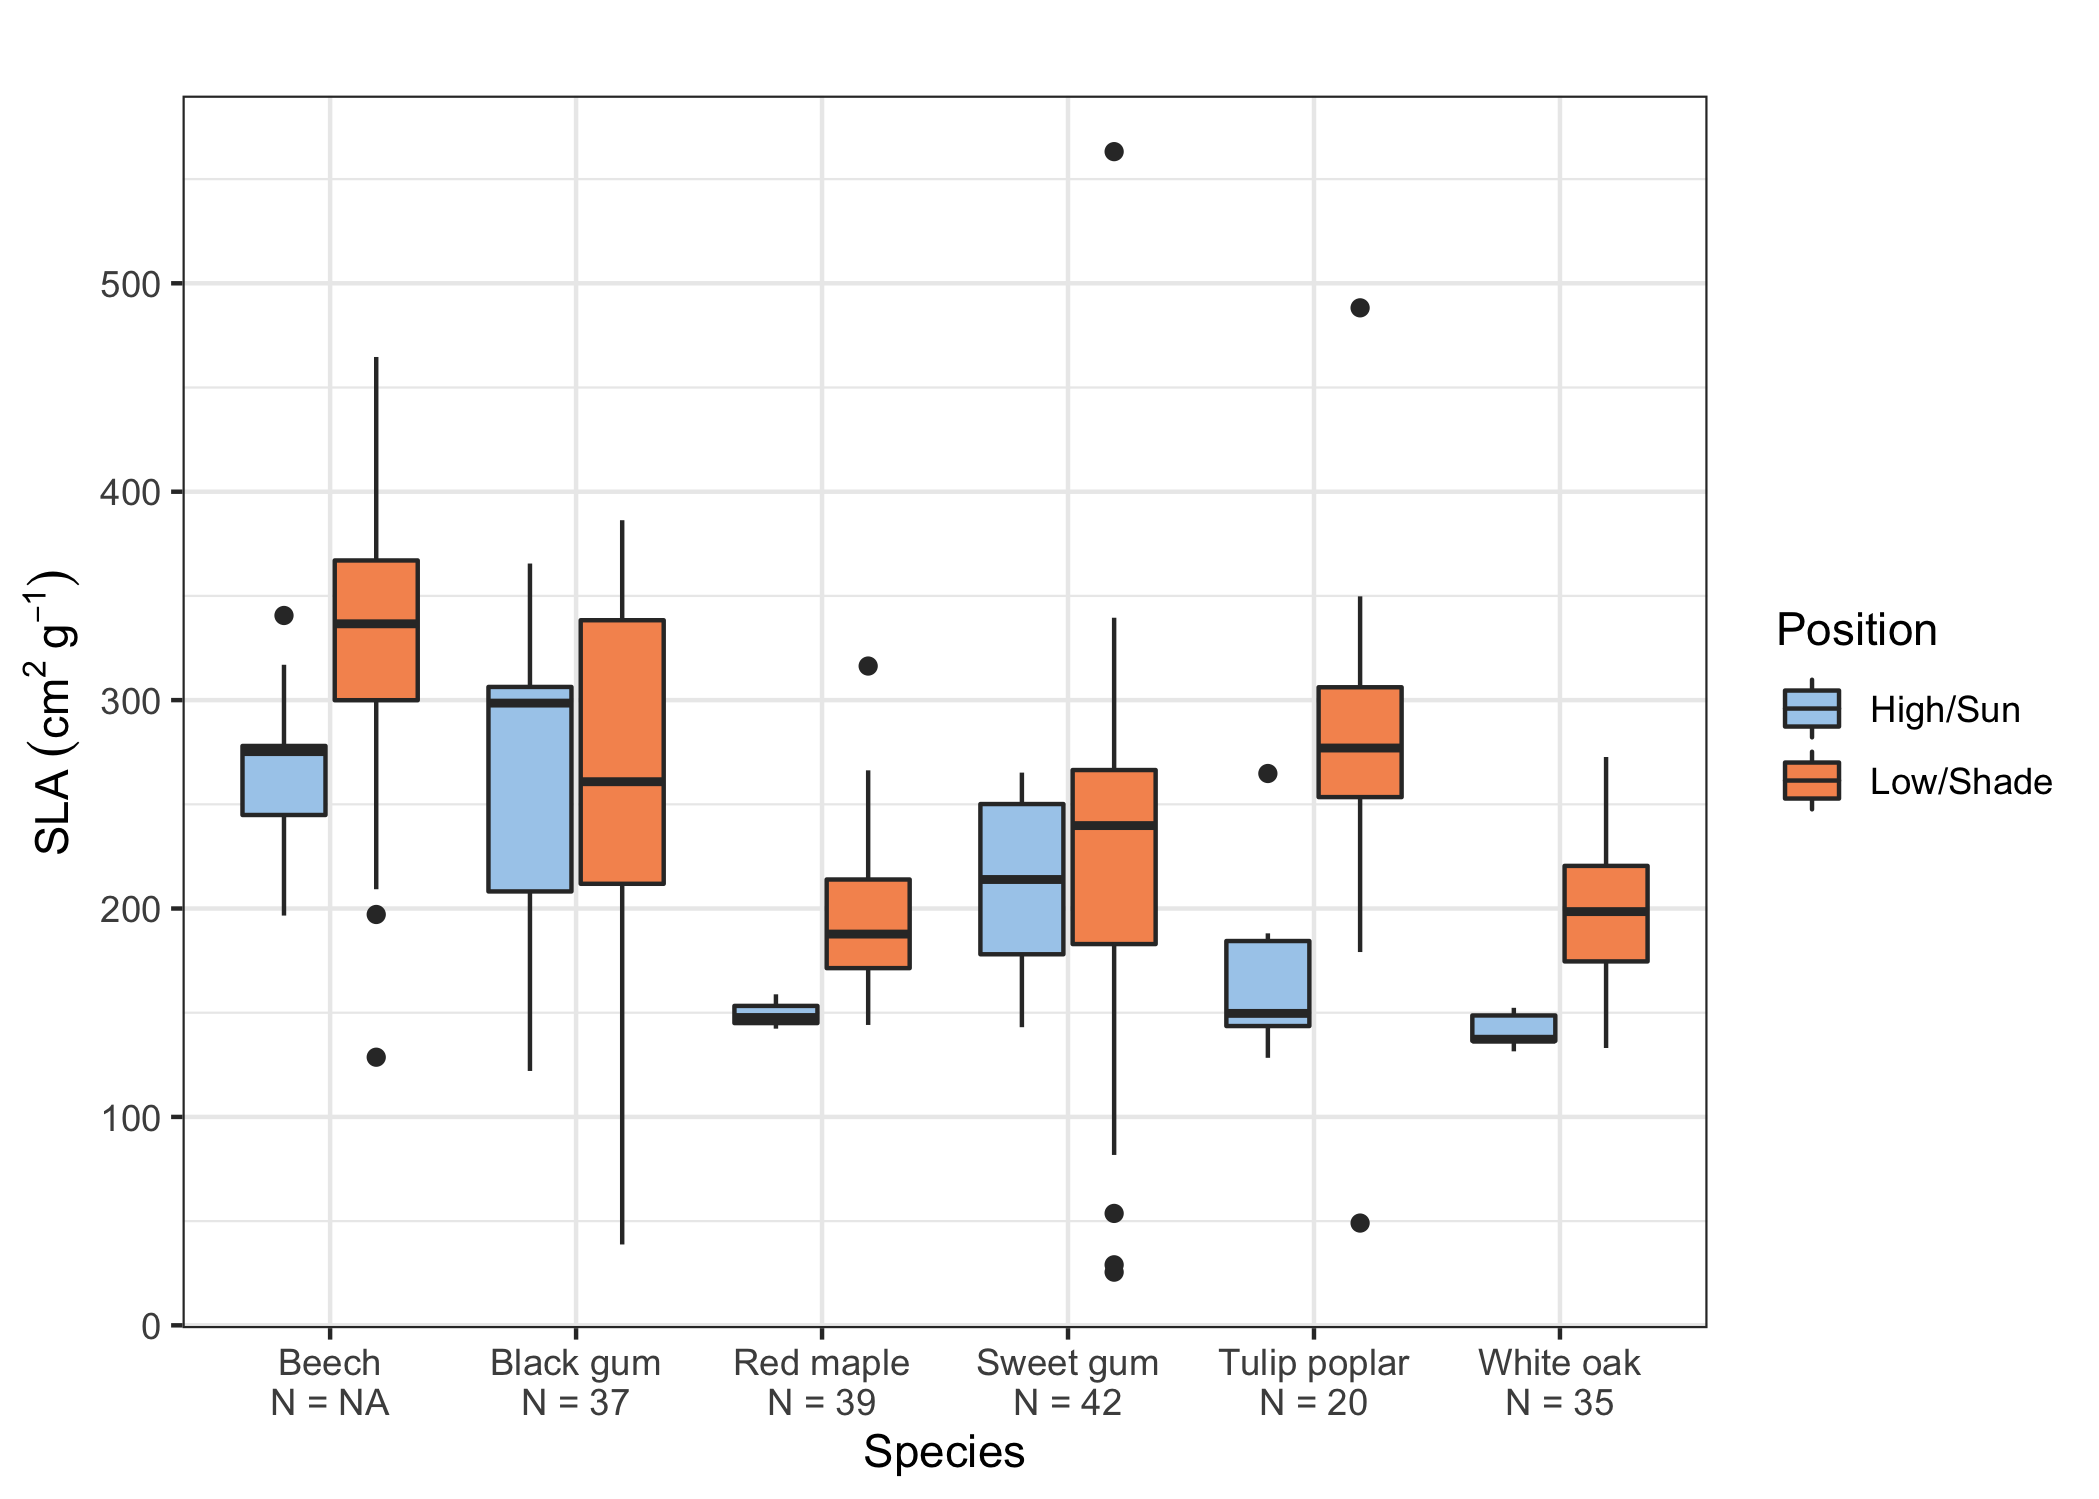 SLA (cm² g⁻¹)
500
400
300
200
100
0
Beech
N = NA
Black gum
N = 37
Red maple
N = 39
Sweet gum
N = 42
Tulip poplar
N = 20
White oak
N = 35
Species
Position
High/Sun
Low/Shade